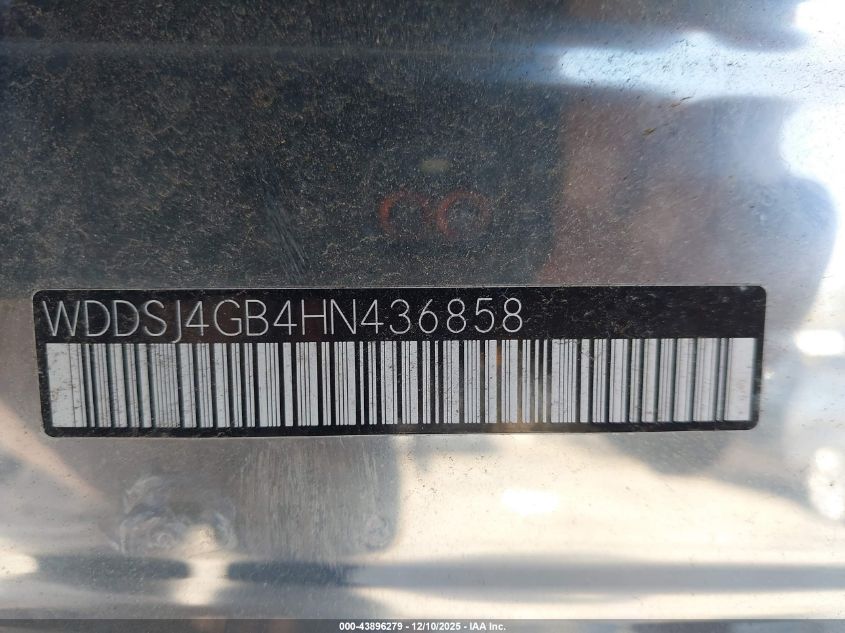 WDDSJ4GB4HN436858
000-43896279 — 12/10/2025 — IAA Inc.